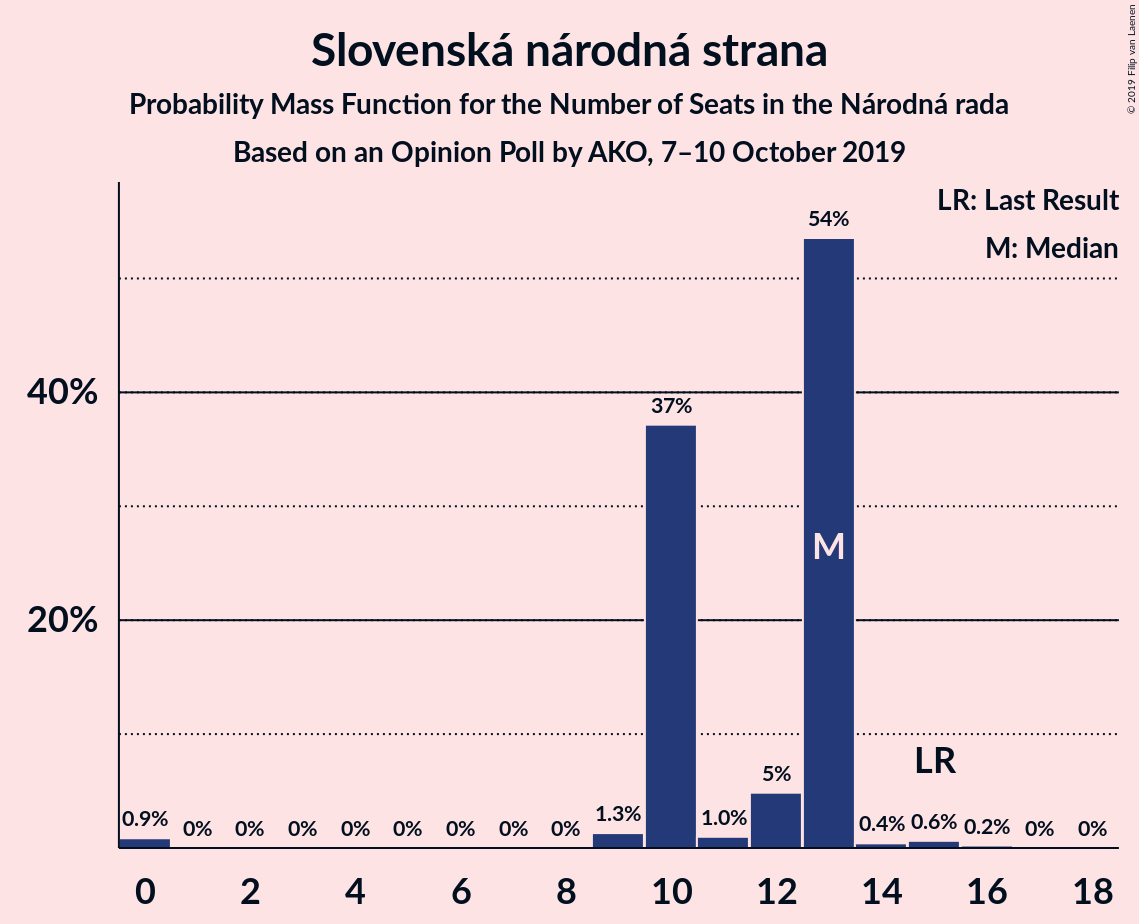 Slovenská národná strana
Probability Mass Function for the Number of Seats in the Národná rada
Based on an Opinion Poll by AKO, 7–10 October 2019
© 2019 Filip van Laenen
LR: Last Result
M: Median
54%
40%
37%
M
20%
LR
5%
0.9% 0% 0% 0% 0% 0% 0% 0% 0% 1.3% 1.0% 0.4% 0.6% 0.2% 0% 0%
0 2 4 6 8 10 12 14 16 18